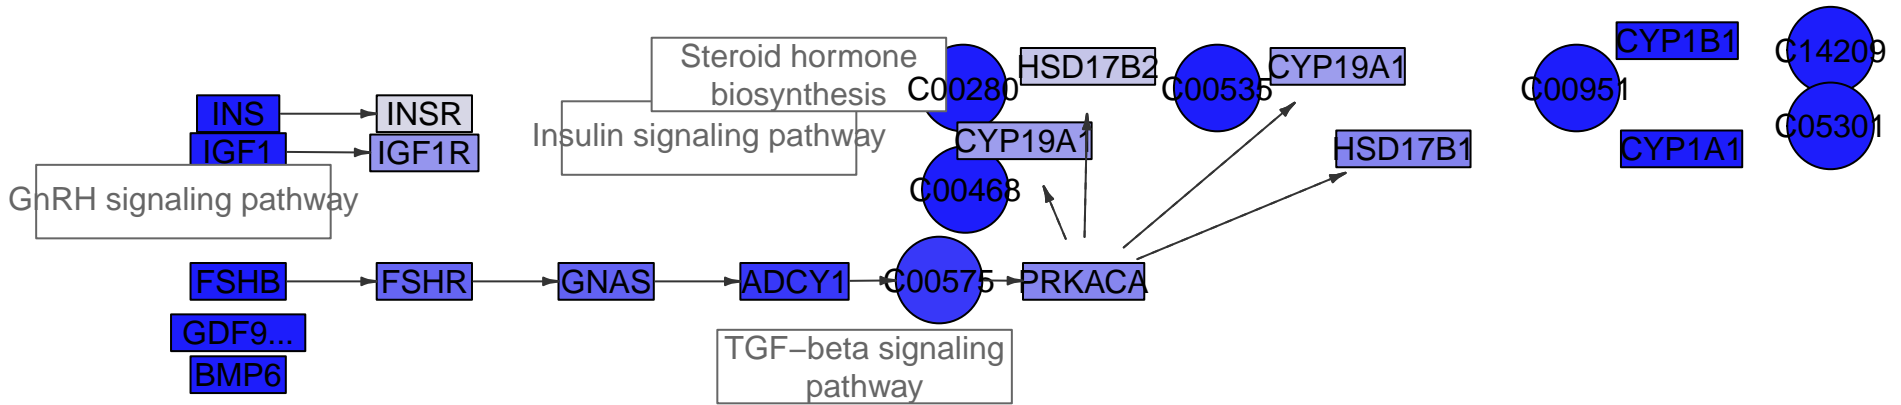 CYP1B1
C14209
Steroid hormone
biosynthesis
C00280
HSD17B2
C00535
CYP19A1
C00951
INS
INSR
Insulin signaling pathway
CYP19A1
C05301
IGF1
IGF1R
HSD17B1
CYP1A1
GnRH signaling pathway
C00468
FSHB
FSHR
GNAS
ADCY1
C00575
PRKACA
GDF9...
TGF−beta signaling
pathway
BMP6